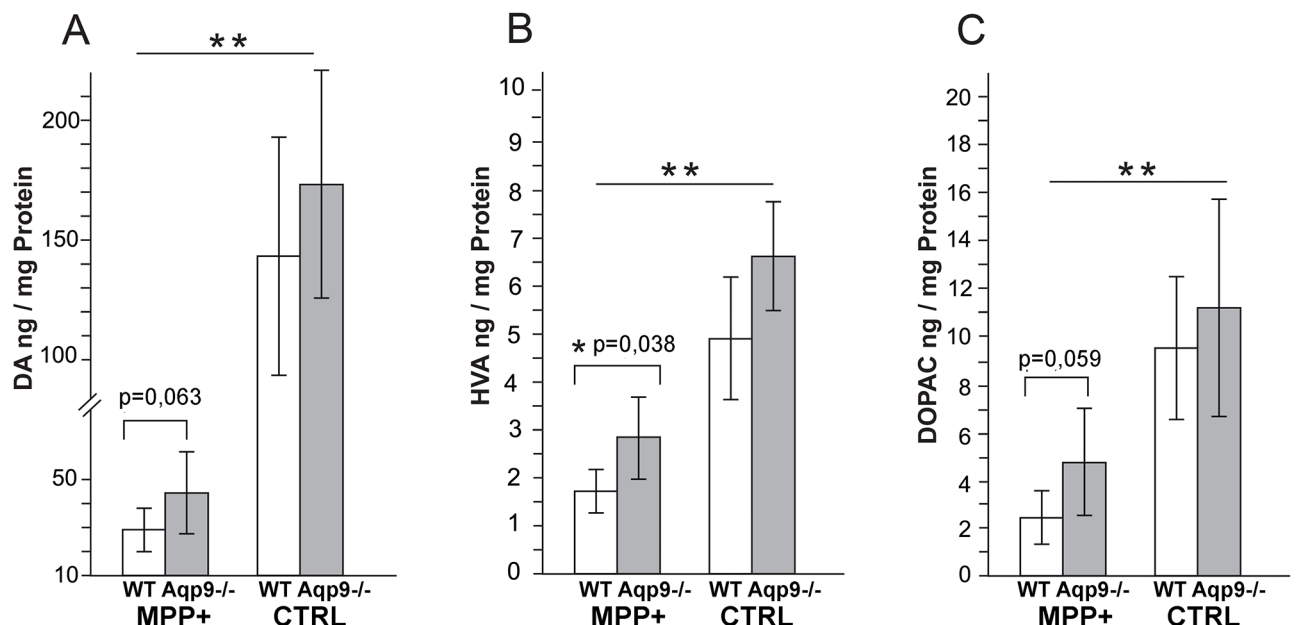 A
**
DA ng / mg Protein
200
150
100
50
10
p=0,063
WT Aqp9-/- WT Aqp9-/-
MPP+ CTRL
B
**
HVA ng / mg Protein
10
9
8
7
6
5
4
3
2
1
0
* p=0,038
WT Aqp9-/- WT Aqp9-/-
MPP+ CTRL
C
**
DOPAC ng / mg Protein
20
18
16
14
12
10
8
6
4
2
0
p=0,059
WT Aqp9-/- WT Aqp9-/-
MPP+ CTRL